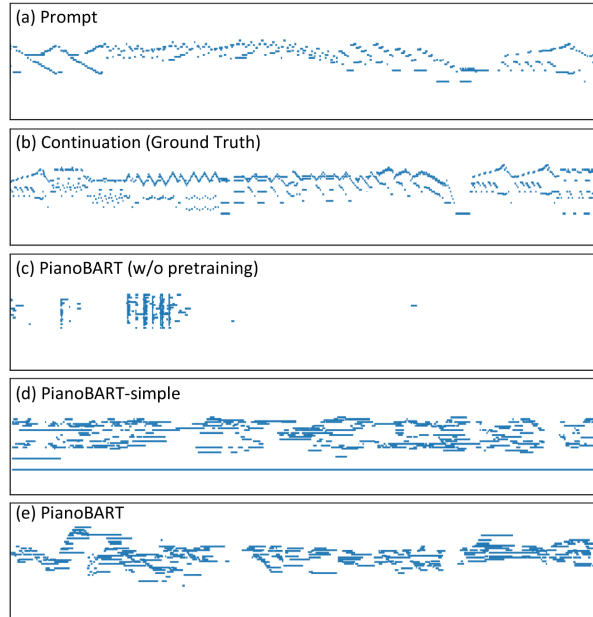 (a) Prompt
(b) Continuation (Ground Truth)
(c) PianoBART (w/o pretraining)
(d) PianoBART-simple
(e) PianoBART